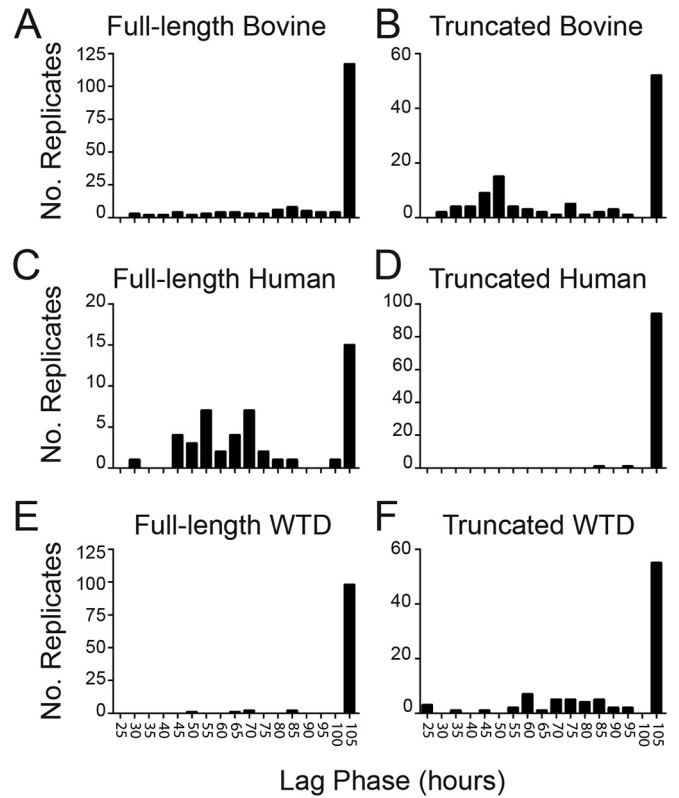 A Full-length Bovine
B Truncated Bovine
No. Replicates
125
100
75
50
25
0
60
40
20
0
C Full-length Human
D Truncated Human
No. Replicates
20
15
10
5
0
100
80
60
40
20
0
E Full-length WTD
F Truncated WTD
No. Replicates
125
100
75
50
25
0
60
40
20
0
25 30 35 40 45 50 55 60 65 70 75 80 85 90 95 100 105
25 30 35 40 45 50 55 60 65 70 75 80 85 90 95 100 105
Lag Phase (hours)